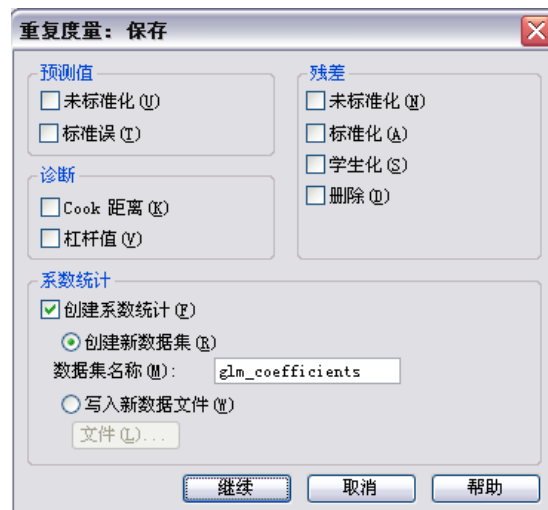 重复度量：保存
预测值
未标准化(U)
标准误(T)
诊断
Cook 距离(K)
杠杆值(V)
残差
未标准化(N)
标准化(A)
学生化(S)
删除(D)
系数统计
创建系数统计(F)
创建新数据集(R)
数据集名称(M)： glm_coefficients
写入新数据文件(W)
文件(L)...
继续 取消 帮助